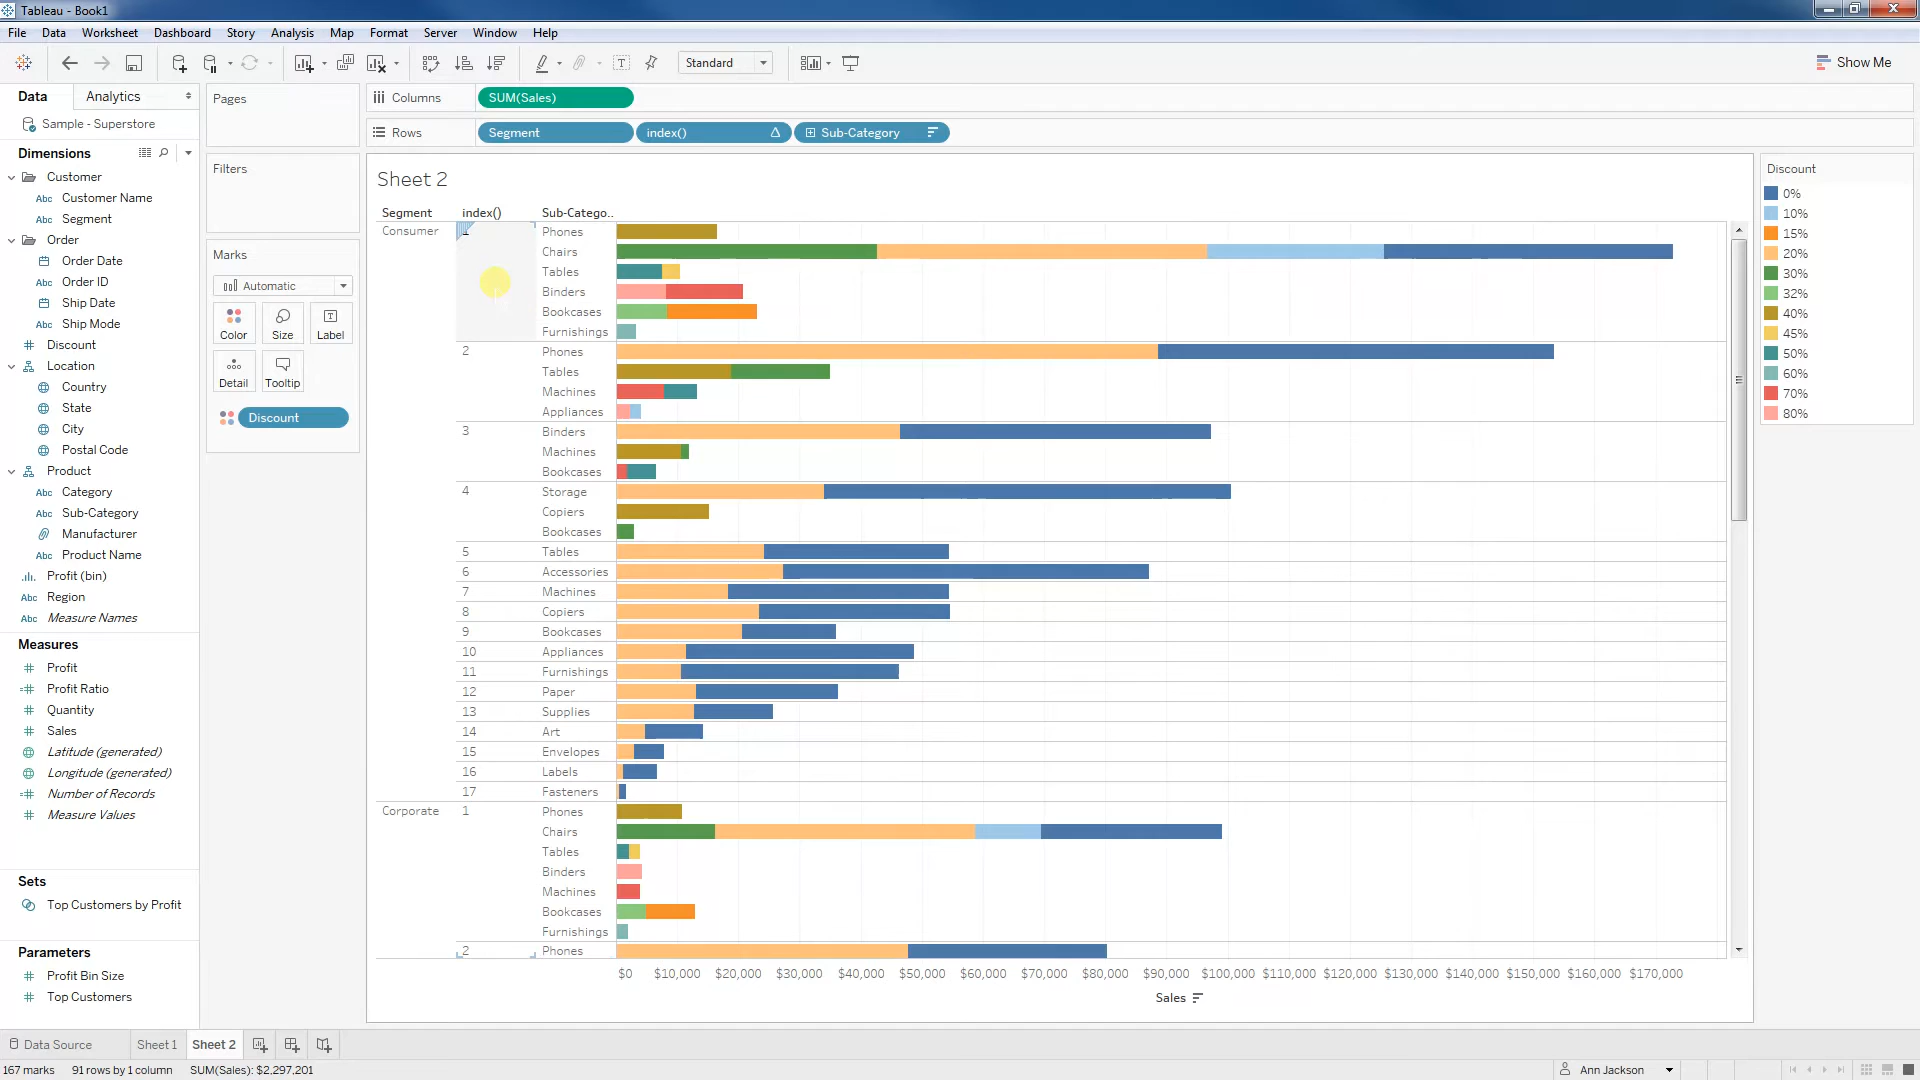 Tableau - Book1
File Data Worksheet Dashboard Story Analysis Map Format Server Window Help
Standard
Show Me
Data Analytics
Sample - Superstore
Dimensions
Customer
Abc Customer Name
Abc Segment
Order
Order Date
Abc Order ID
Ship Date
Abc Ship Mode
Discount
Location
Country
State
City
Postal Code
Product
Abc Category
Abc Sub-Category
Manufacturer
Abc Product Name
Profit (bin)
Abc Region
Abc Measure Names
Measures
Profit
Profit Ratio
Quantity
Sales
Latitude (generated)
Longitude (generated)
Number of Records
Measure Values
Sets
Top Customers by Profit
Parameters
Profit Bin Size
Top Customers
Pages
Filters
Marks
Automatic
Color Size Label
Detail Tooltip
Discount
Columns SUM(Sales)
Rows Segment index() Sub-Category
Sheet 2
Segment index() Sub-Catego..
Consumer 1 Phones
Chairs
Tables
Binders
Bookcases
Furnishings
2 Phones
Tables
Machines
Appliances
3 Binders
Machines
Bookcases
4 Storage
Copiers
Bookcases
5 Tables
6 Accessories
7 Machines
8 Copiers
9 Bookcases
10 Appliances
11 Furnishings
12 Paper
13 Supplies
14 Art
15 Envelopes
16 Labels
17 Fasteners
Corporate 1 Phones
Chairs
Tables
Binders
Machines
Bookcases
Furnishings
2 Phones
$0 $10,000 $20,000 $30,000 $40,000 $50,000 $60,000 $70,000 $80,000 $90,000 $100,000 $110,000 $120,000 $130,000 $140,000 $150,000 $160,000 $170,000
Sales
Discount
0%
10%
15%
20%
30%
32%
40%
45%
50%
60%
70%
80%
Data Source Sheet 1 Sheet 2
167 marks 91 rows by 1 column SUM(Sales): $2,297,201
Ann Jackson